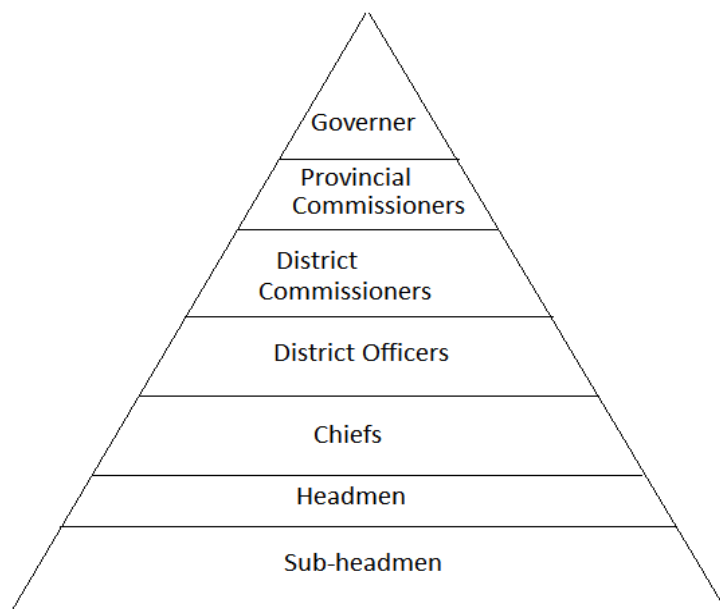 Governer
Provincial
Commissioners
District
Commissioners
District Officers
Chiefs
Headmen
Sub-headmen